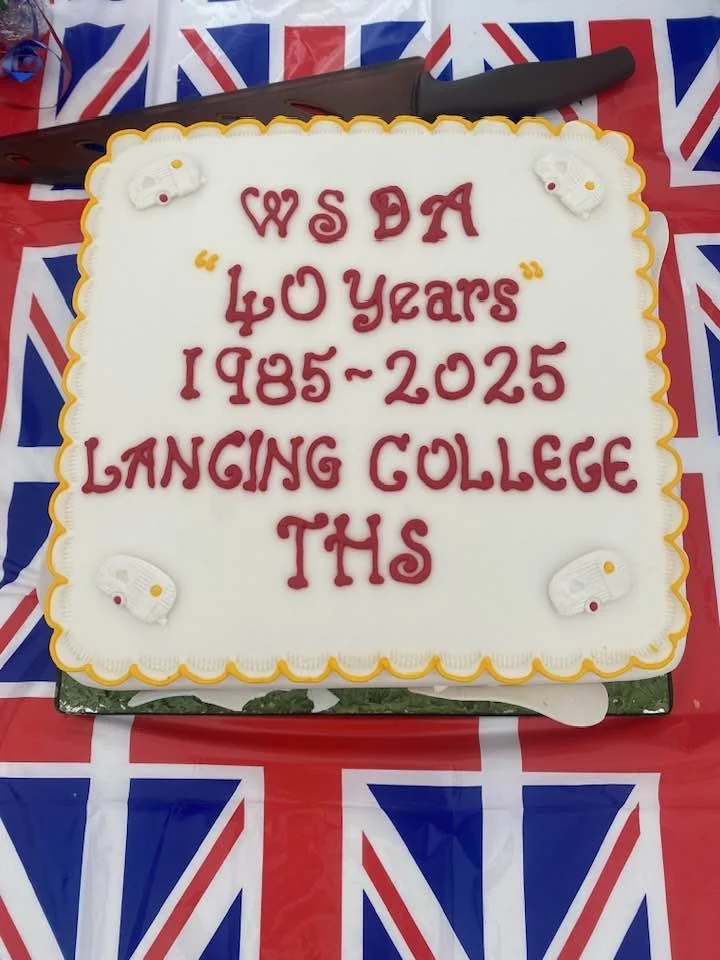 WSDA
"40 Years"
1985~2025
LANCING COLLEGE
THS